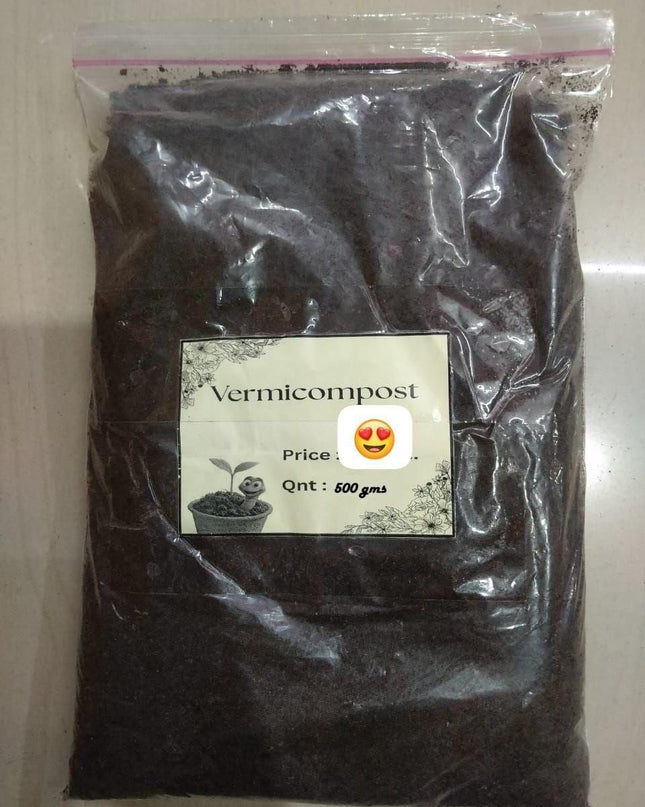 Vermicompost
Price :
Qnt : 500 gms